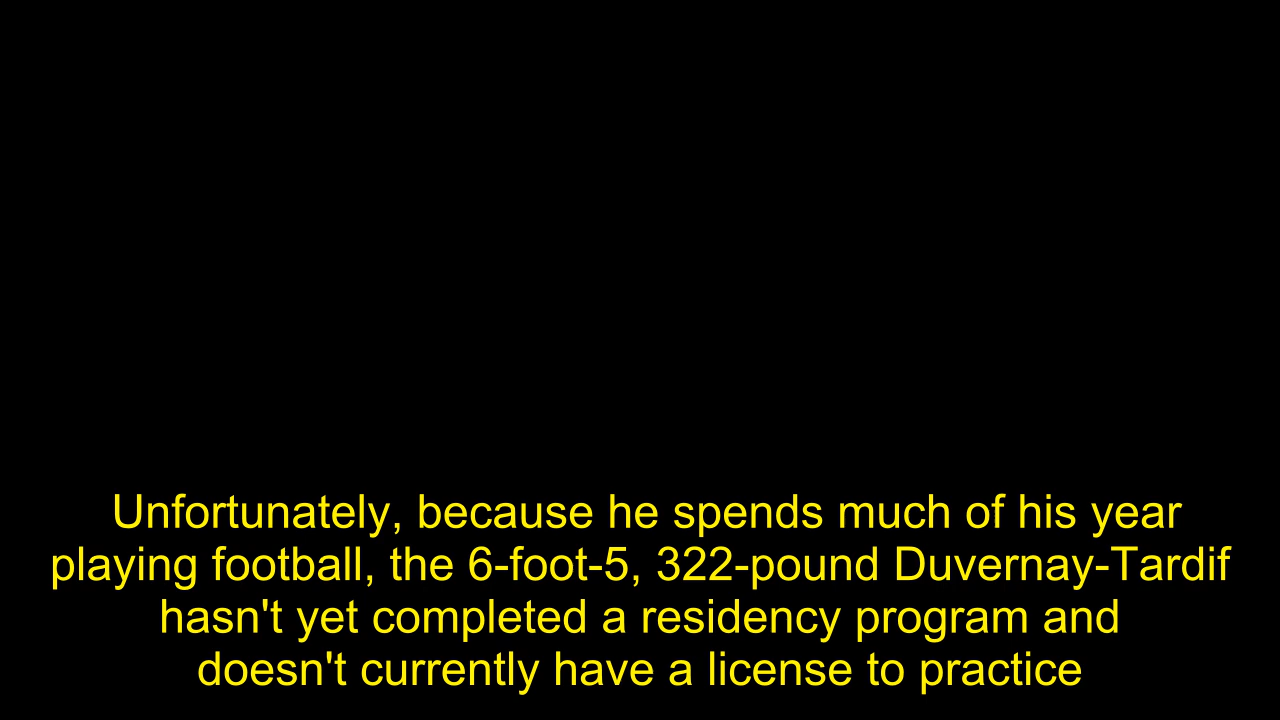 Unfortunately, because he spends much of his year
playing football, the 6-foot-5, 322-pound Duvernay-Tardif
hasn't yet completed a residency program and
doesn't currently have a license to practice